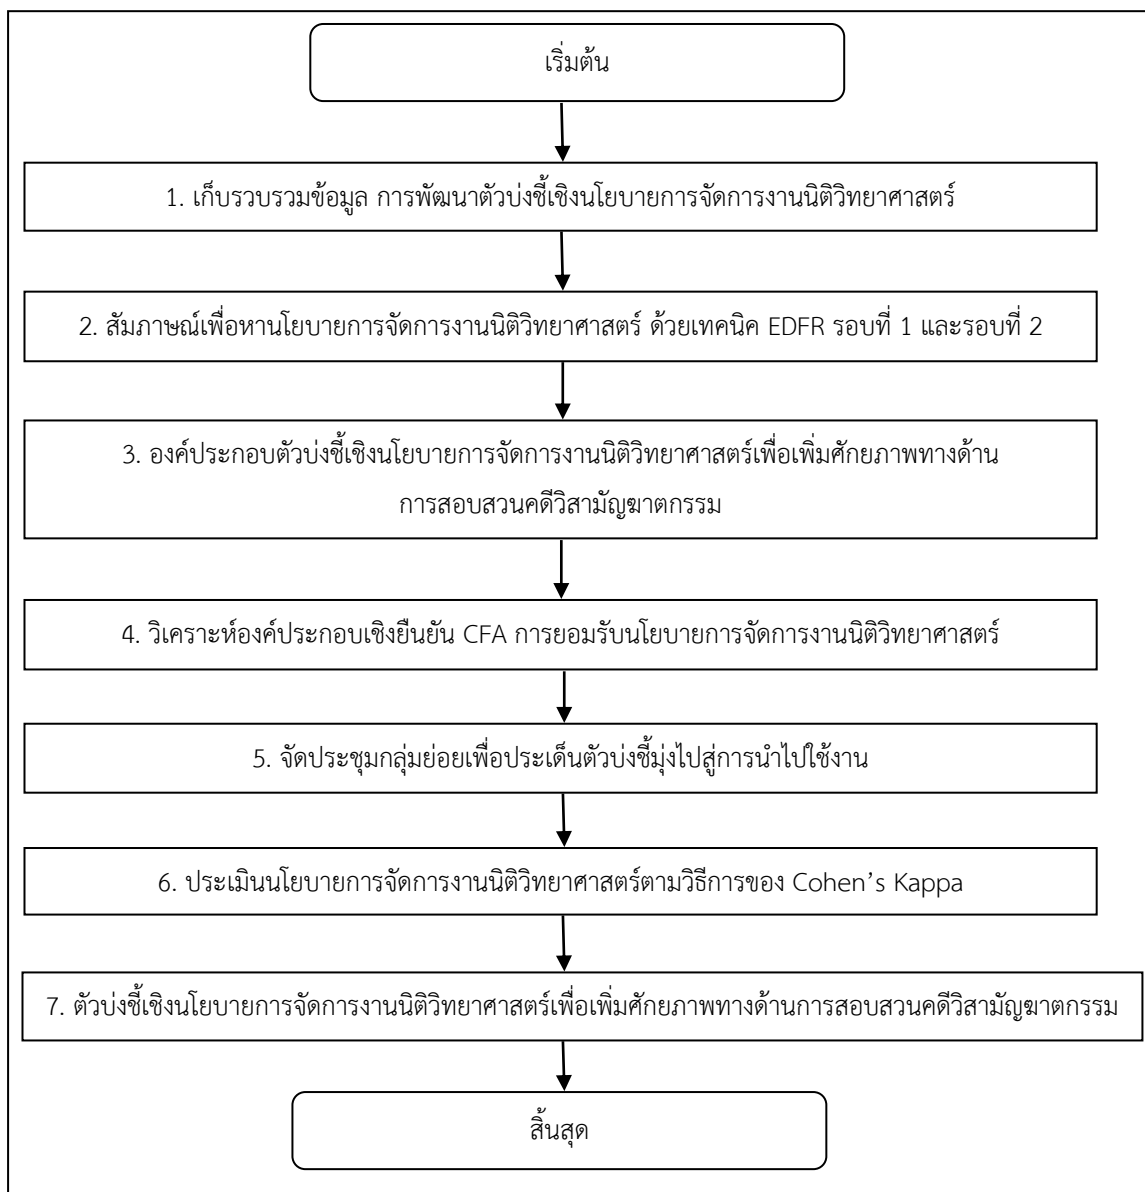 เริ่มต้น
1. เก็บรวบรวมข้อมูล การพัฒนาตัวบ่งชี้เชิงนโยบายการจัดการงานนิติวิทยาศาสตร์
2. สัมภาษณ์เพื่อหานโยบายการจัดการงานนิติวิทยาศาสตร์ ด้วยเทคนิค EDFR รอบที่ 1 และรอบที่ 2
3. องค์ประกอบตัวบ่งชี้เชิงนโยบายการจัดการงานนิติวิทยาศาสตร์เพื่อเพิ่มศักยภาพทางด้าน
การสอบสวนคดีวิสามัญฆาตกรรม
4. วิเคราะห์องค์ประกอบเชิงยืนยัน CFA การยอมรับนโยบายการจัดการงานนิติวิทยาศาสตร์
5. จัดประชุมกลุ่มย่อยเพื่อประเด็นตัวบ่งชี้มุ่งไปสู่การนำไปใช้งาน
6. ประเมินนโยบายการจัดการงานนิติวิทยาศาสตร์ตามวิธีการของ Cohen’s Kappa
7. ตัวบ่งชี้เชิงนโยบายการจัดการงานนิติวิทยาศาสตร์เพื่อเพิ่มศักยภาพทางด้านการสอบสวนคดีวิสามัญฆาตกรรม
สิ้นสุด